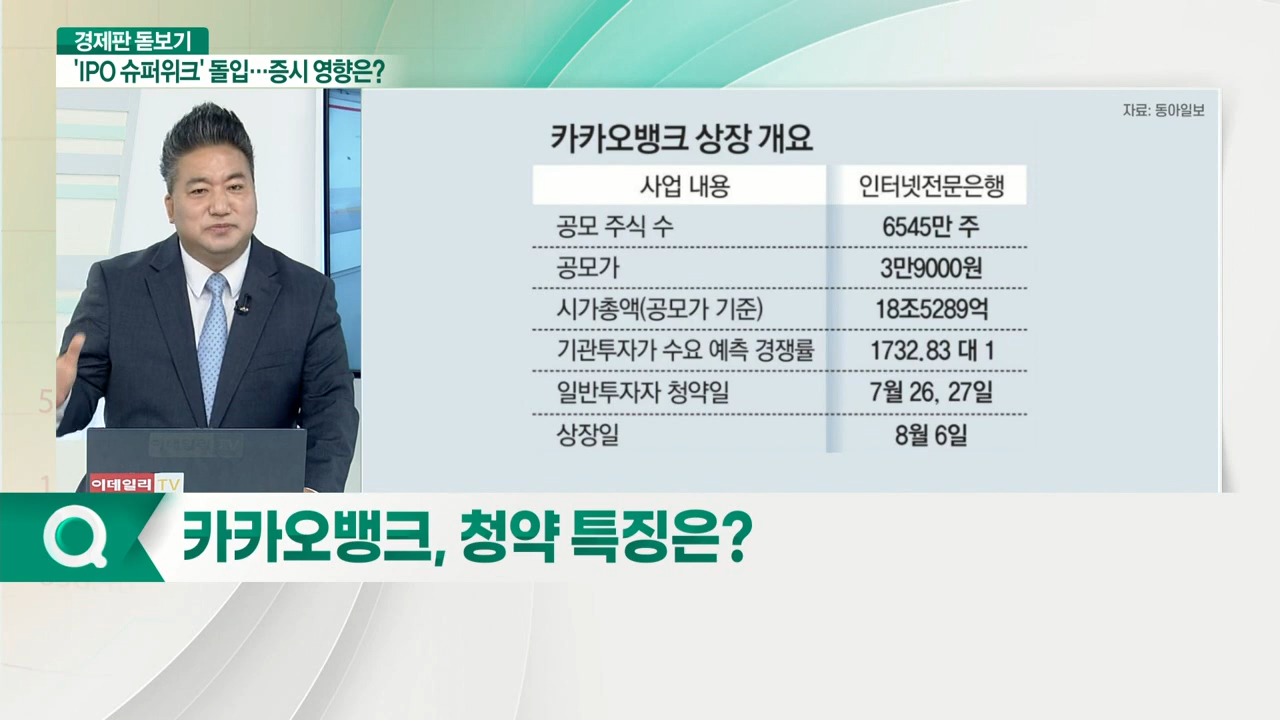 경제판 돋보기
'IPO 슈퍼위크' 돌입…증시 영향은?
자료: 동아일보
카카오뱅크 상장 개요
사업 내용 인터넷전문은행
공모 주식 수 6545만 주
공모가 3만9000원
시가총액(공모가 기준) 18조5289억
기관투자가 수요 예측 경쟁률 1732.83 대 1
일반투자자 청약일 7월 26, 27일
상장일 8월 6일
이데일리TV
이데일리TV
카카오뱅크, 청약 특징은?